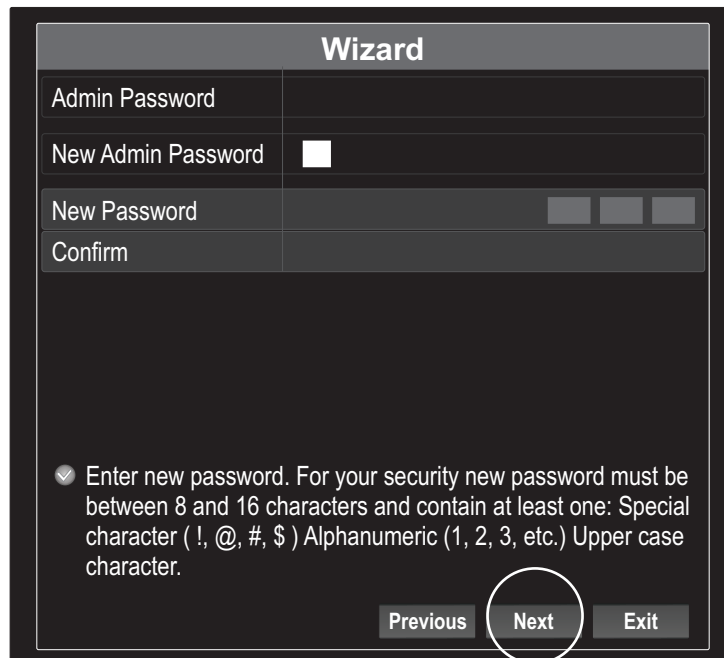 Wizard
Admin Password
New Admin Password
New Password
Confirm
Enter new password. For your security new password must be
between 8 and 16 characters and contain at least one: Special
character ( !, @, #, $ ) Alphanumeric (1, 2, 3, etc.) Upper case
character.
Previous Next Exit